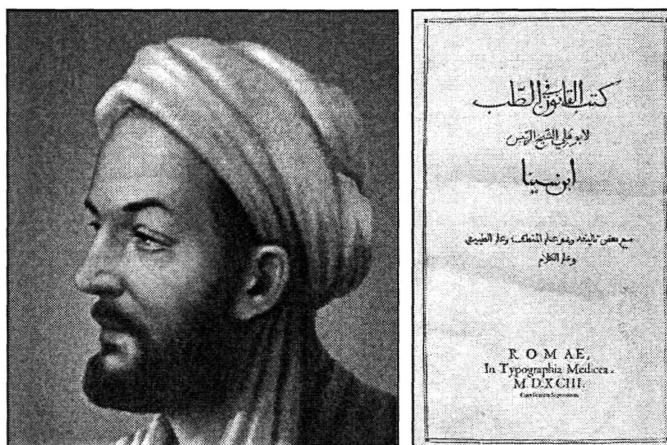 كتب القانون في الطب
لابو علي الشيخ الرئيس
ابن سينا
مع بعض تاليفه وهو علم المنطق وعلم الطبيعي
وعلم الكلام
ROMAE,
In Typographia Medicea.
M.D.XCIII.